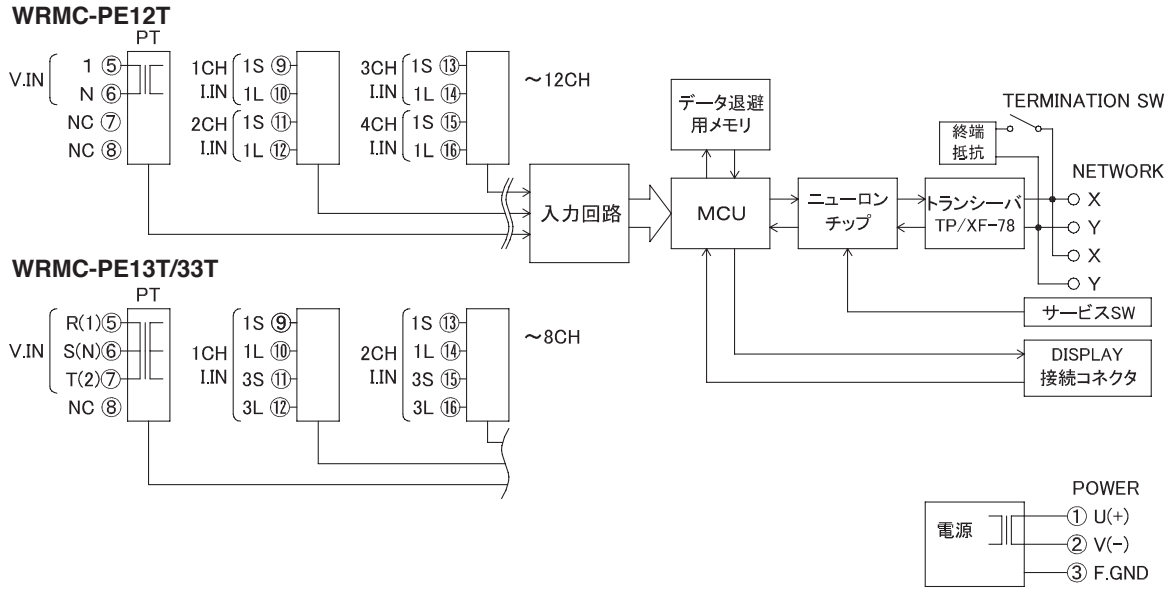 WRMC-PE12T
PT
V.IN
1 ⑤
N ⑥
NC ⑦
NC ⑧
1CH
I.IN
1S ⑨
1L ⑩
2CH
I.IN
1S ⑪
1L ⑫
3CH
I.IN
1S ⑬
1L ⑭
4CH
I.IN
1S ⑮
1L ⑯
～12CH
入力回路
データ退避
用メモリ
MCU
ニューロン
チップ
トランシーバ
TP/XF-78
終端
抵抗
TERMINATION SW
NETWORK
X
Y
X
Y
サービスSW
DISPLAY
接続コネクタ
WRMC-PE13T/33T
PT
V.IN
R(1)⑤
S(N)⑥
T(2)⑦
NC ⑧
1CH
I.IN
1S ⑨
1L ⑩
3S ⑪
3L ⑫
2CH
I.IN
1S ⑬
1L ⑭
3S ⑮
3L ⑯
～8CH
電源
POWER
① U(+)
② V(−)
③ F.GND